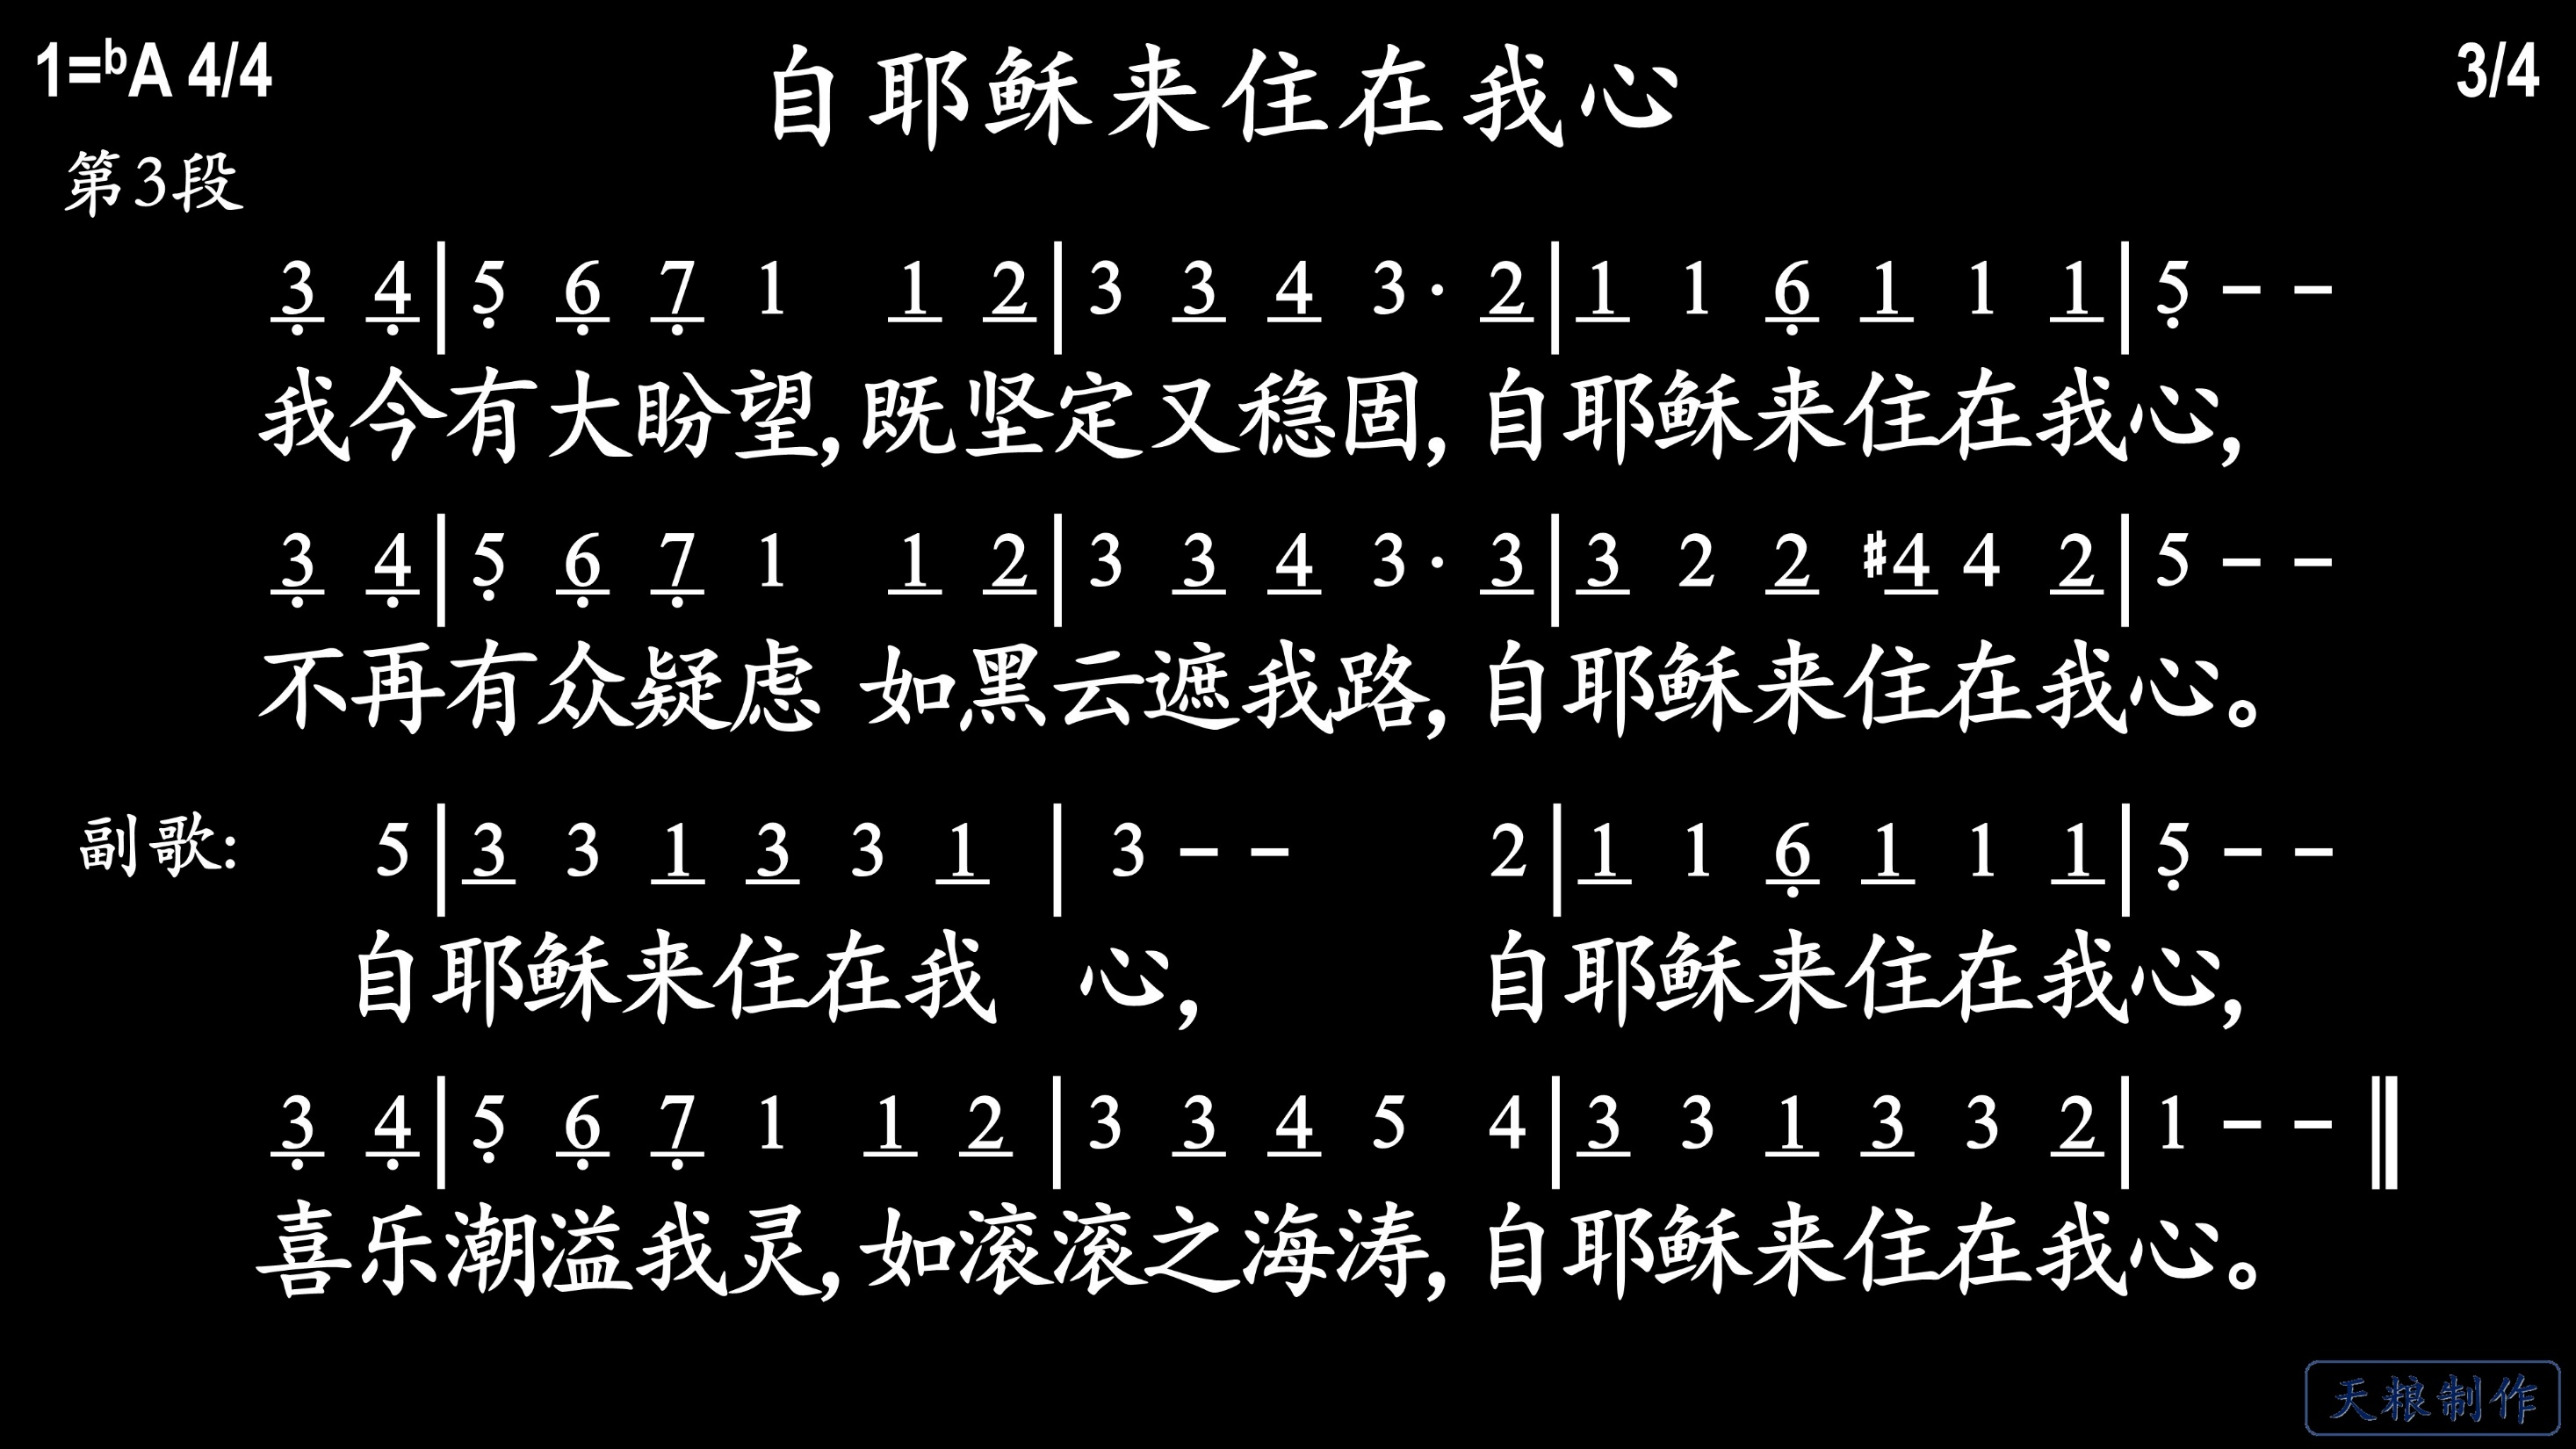 1=ᵇA 4/4
自耶稣来住在我心
3/4
第3段
3̣ 4̣ | 5̣ 6̣ 7̣ 1 1 2 | 3 3 4 3 · 2 | 1 1 6̣ 1 1 1 | 5̣ – –
我今有大盼望,既坚定又稳固,自耶稣来住在我心,
3̣ 4̣ | 5̣ 6̣ 7̣ 1 1 2 | 3 3 4 3 · 3 | 3 2 2 #4 4 2 | 5 – –
不再有众疑虑 如黑云遮我路,自耶稣来住在我心。
副歌: 5 | 3 3 1 3 3 1 | 3 – – 2 | 1 1 6̣ 1 1 1 | 5̣ – –
自耶稣来住在我 心, 自耶稣来住在我心,
3̣ 4̣ | 5̣ 6̣ 7̣ 1 1 2 | 3 3 4 5 4 | 3 3 1 3 3 2 | 1 – – ‖
喜乐潮溢我灵,如滚滚之海涛,自耶稣来住在我心。
天粮制作